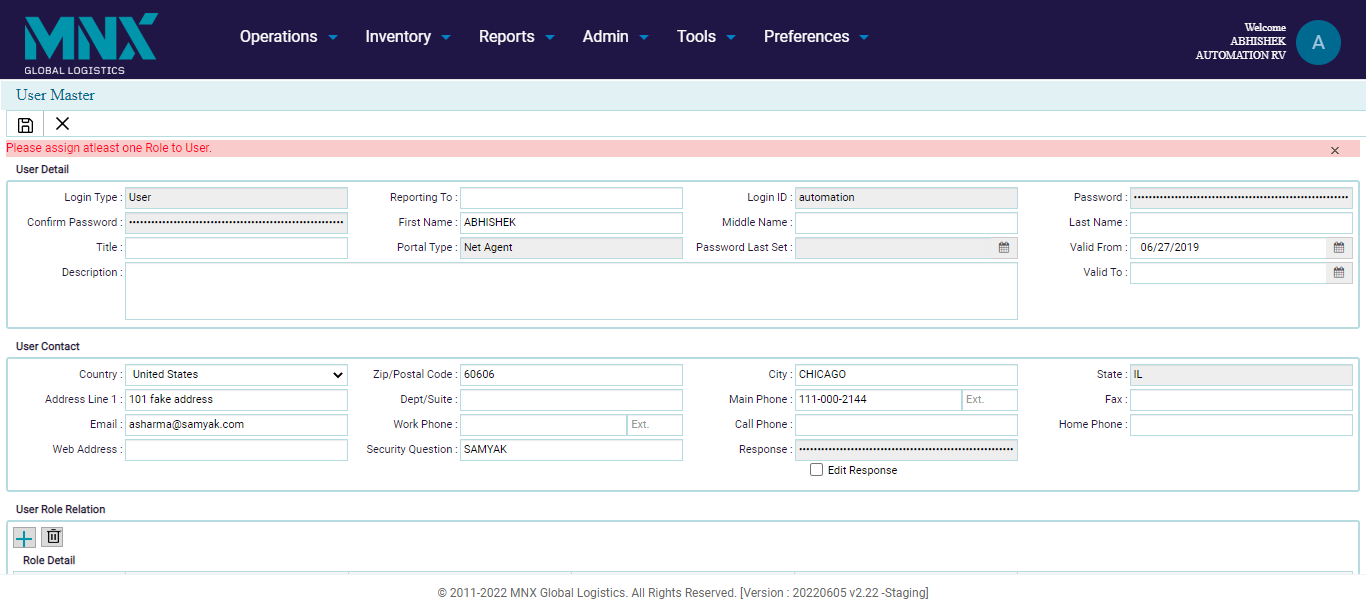 MNX
GLOBAL LOGISTICS
Operations Inventory Reports Admin Tools Preferences
Welcome
ABHISHEK
AUTOMATION RV
A
User Master
Please assign atleast one Role to User.
User Detail
Login Type : User Reporting To : Login ID : automation Password :
Confirm Password : First Name : ABHISHEK Middle Name : Last Name :
Title : Portal Type : Net Agent Password Last Set : Valid From : 06/27/2019
Description : Valid To :
User Contact
Country : United States Zip/Postal Code : 60606 City : CHICAGO State : IL
Address Line 1 : 101 fake address Dept/Suite : Main Phone : 111-000-2144 Ext. Fax :
Email : asharma@samyak.com Work Phone : Ext. Call Phone : Home Phone :
Web Address : Security Question : SAMYAK Response :
Edit Response
User Role Relation
Role Detail
© 2011-2022 MNX Global Logistics. All Rights Reserved. [Version : 20220605 v2.22 -Staging]